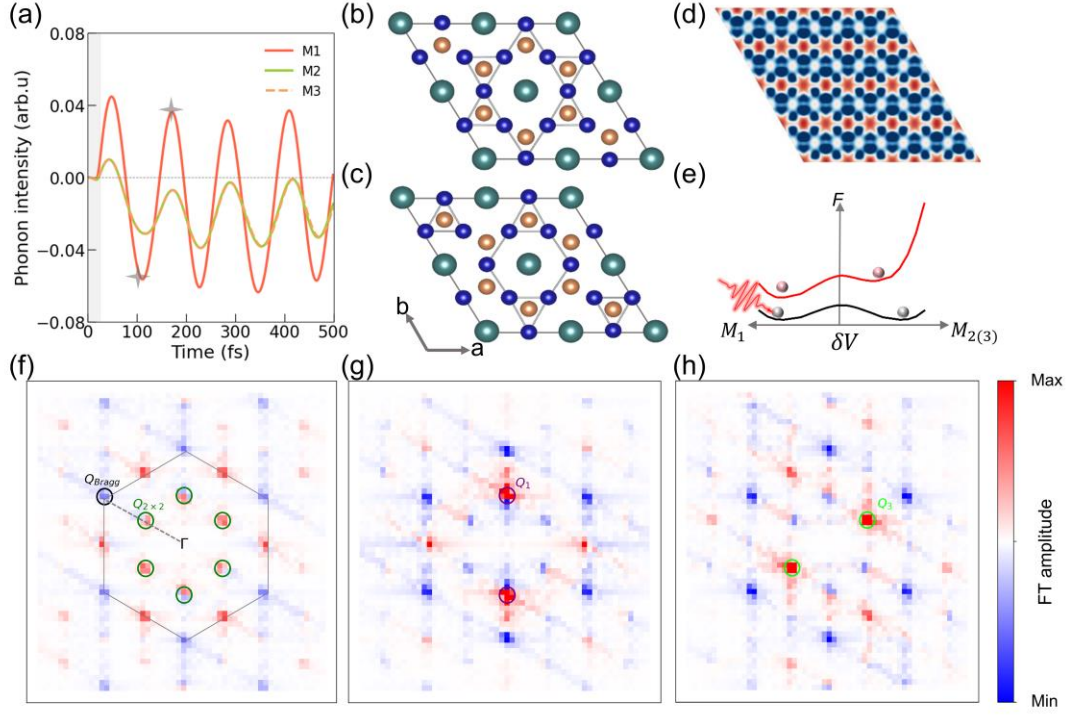 (a)
0.08
0.04
0.00
−0.04
−0.08
0
100
200
300
400
500
Phonon intensity (arb.u)
Time (fs)
M1
M2
M3
(b)
(c)
b
a
(d)
(e)
F
M1
δV
M2(3)
(f)
QBragg
Q2×2
Γ
(g)
Q1
(h)
Q3
Max
FT amplitude
Min